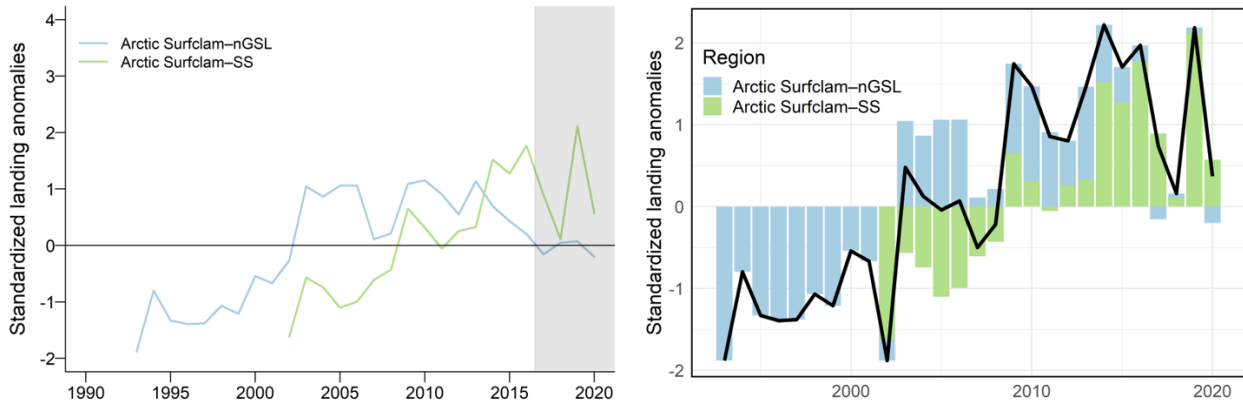 Standardized landing anomalies
4
3
2
1
0
-1
-2
Arctic Surfclam–nGSL
Arctic Surfclam–SS
1990 1995 2000 2005 2010 2015 2020
Standardized landing anomalies
2
1
0
-1
-2
Region
Arctic Surfclam–nGSL
Arctic Surfclam–SS
2000 2010 2020